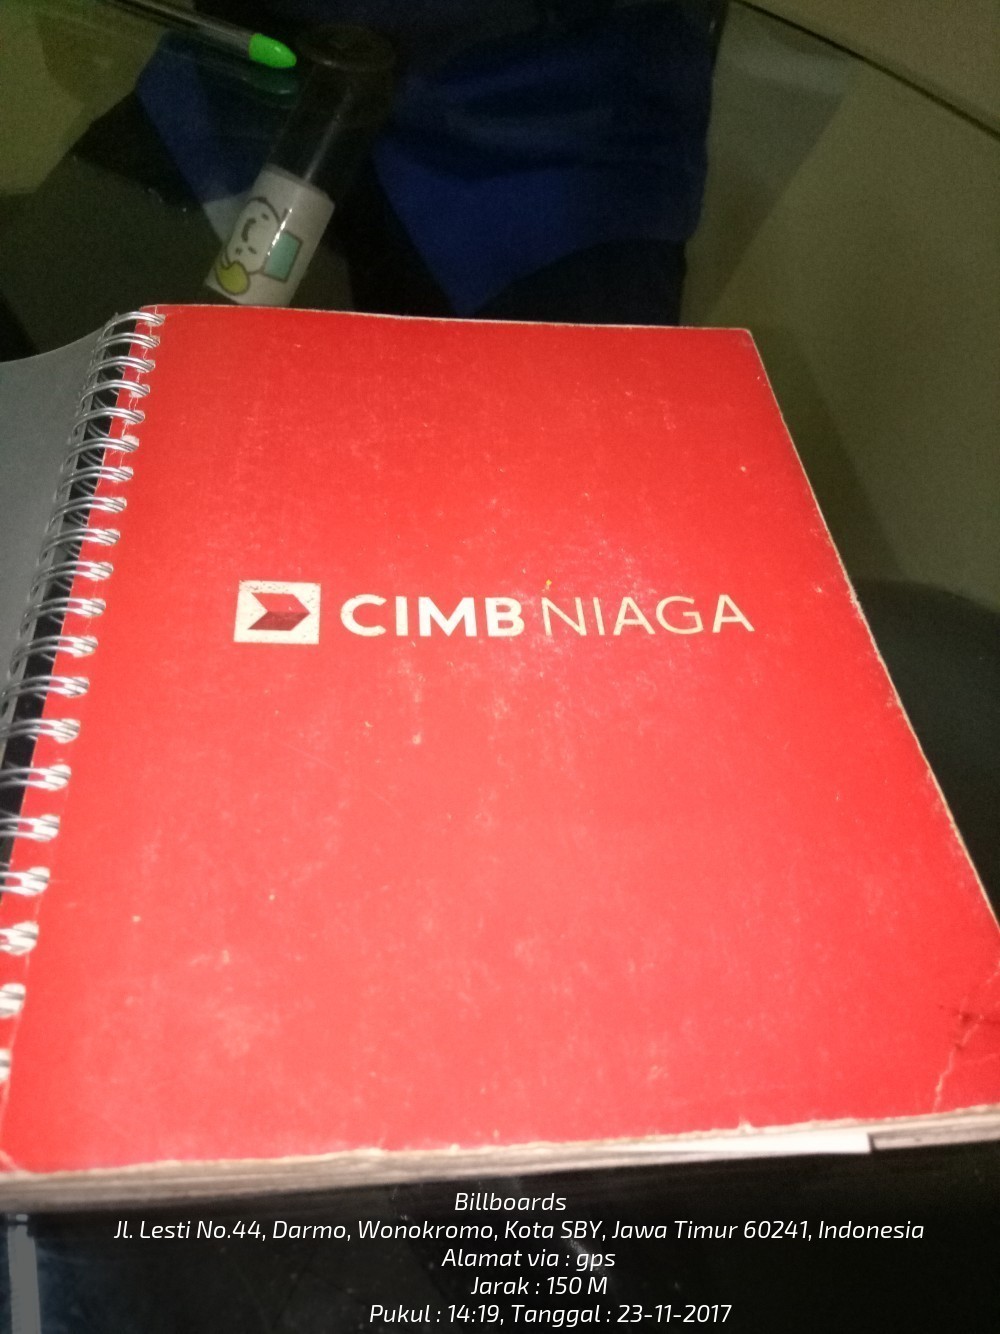 CIMB NIAGA
Billboards
Jl. Lesti No.44, Darmo, Wonokromo, Kota SBY, Jawa Timur 60241, Indonesia
Alamat via : gps
Jarak : 150 M
Pukul : 14:19, Tanggal : 23-11-2017